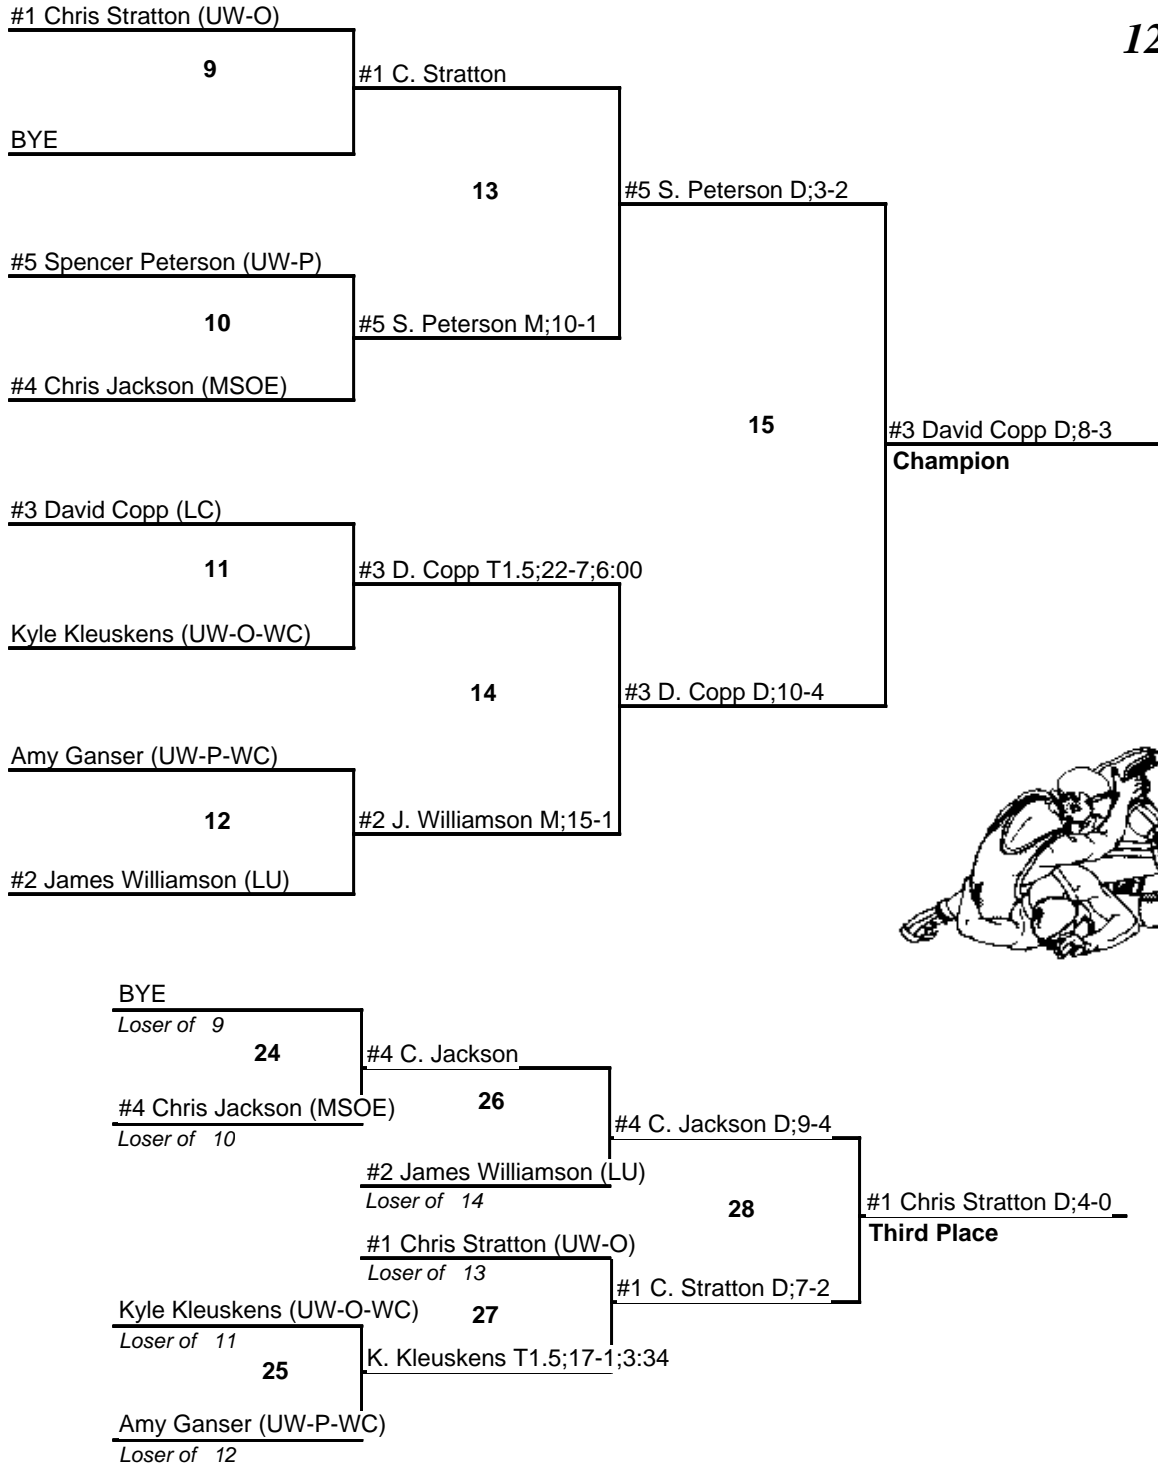 #1 Chris Stratton (UW-O)
12
9
#1 C. Stratton
BYE
13
#5 S. Peterson D;3-2
#5 Spencer Peterson (UW-P)
10
#5 S. Peterson M;10-1
#4 Chris Jackson (MSOE)
15
#3 David Copp D;8-3
Champion
#3 David Copp (LC)
11
#3 D. Copp T1.5;22-7;6:00
Kyle Kleuskens (UW-O-WC)
14
#3 D. Copp D;10-4
Amy Ganser (UW-P-WC)
12
#2 J. Williamson M;15-1
#2 James Williamson (LU)
BYE
Loser of 9
24
#4 C. Jackson
#4 Chris Jackson (MSOE)
26
Loser of 10
#4 C. Jackson D;9-4
#2 James Williamson (LU)
Loser of 14
28
#1 Chris Stratton D;4-0
Third Place
#1 Chris Stratton (UW-O)
Loser of 13
#1 C. Stratton D;7-2
Kyle Kleuskens (UW-O-WC)
27
Loser of 11
25
K. Kleuskens T1.5;17-1;3:34
Amy Ganser (UW-P-WC)
Loser of 12